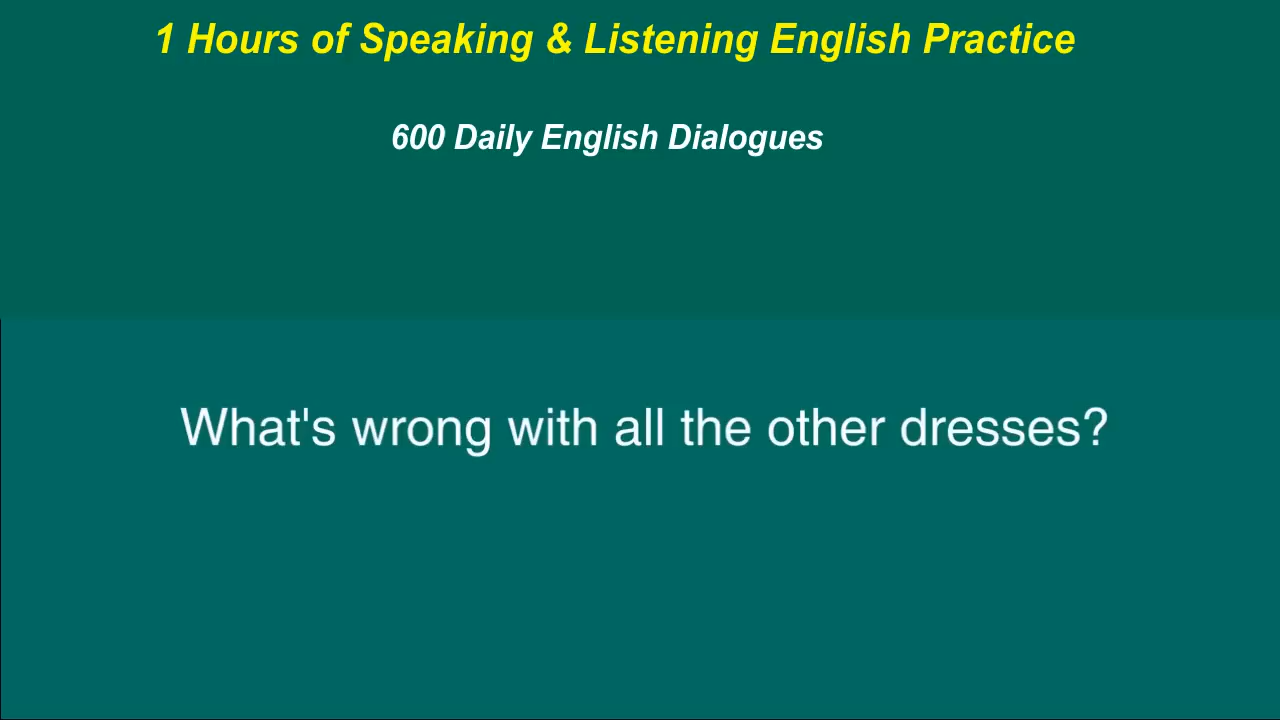 1 Hours of Speaking & Listening English Practice
600 Daily English Dialogues
What's wrong with all the other dresses?